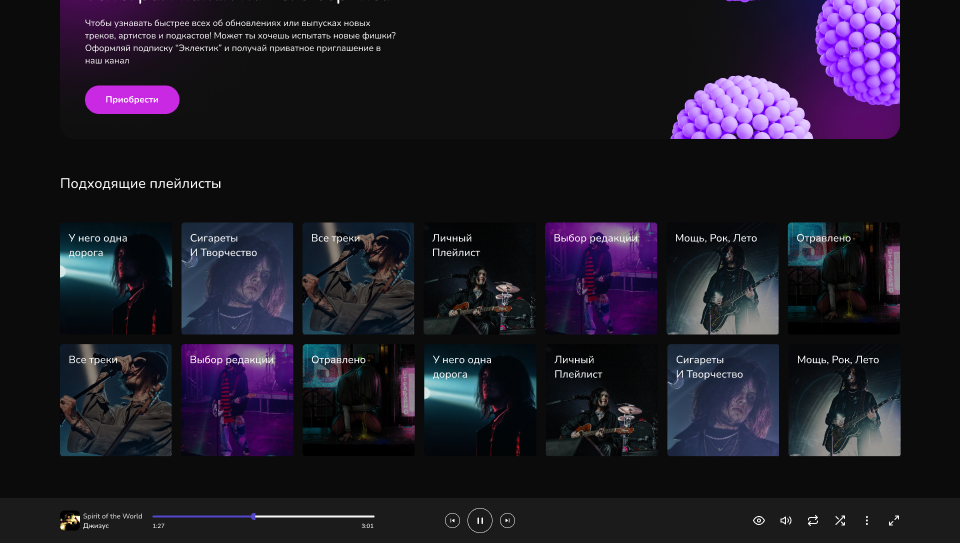 Чтобы узнавать быстрее всех об обновлениях или выпусках новых
треков, артистов и подкастов! Может ты хочешь испытать новые фишки?
Оформляй подписку “Эклектик” и получай приватное приглашение в
наш канал
Приобрести
Подходящие плейлисты
У него одна
дорога
Сигареты
И Творчество
Все треки
Личный
Плейлист
Выбор редакции
Мощь, Рок, Лето
Отравлено
Все треки
Выбор редакции
Отравлено
У него одна
дорога
Личный
Плейлист
Сигареты
И Творчество
Мощь, Рок, Лето
Spirit of the World
Джизус
1:27
3:01